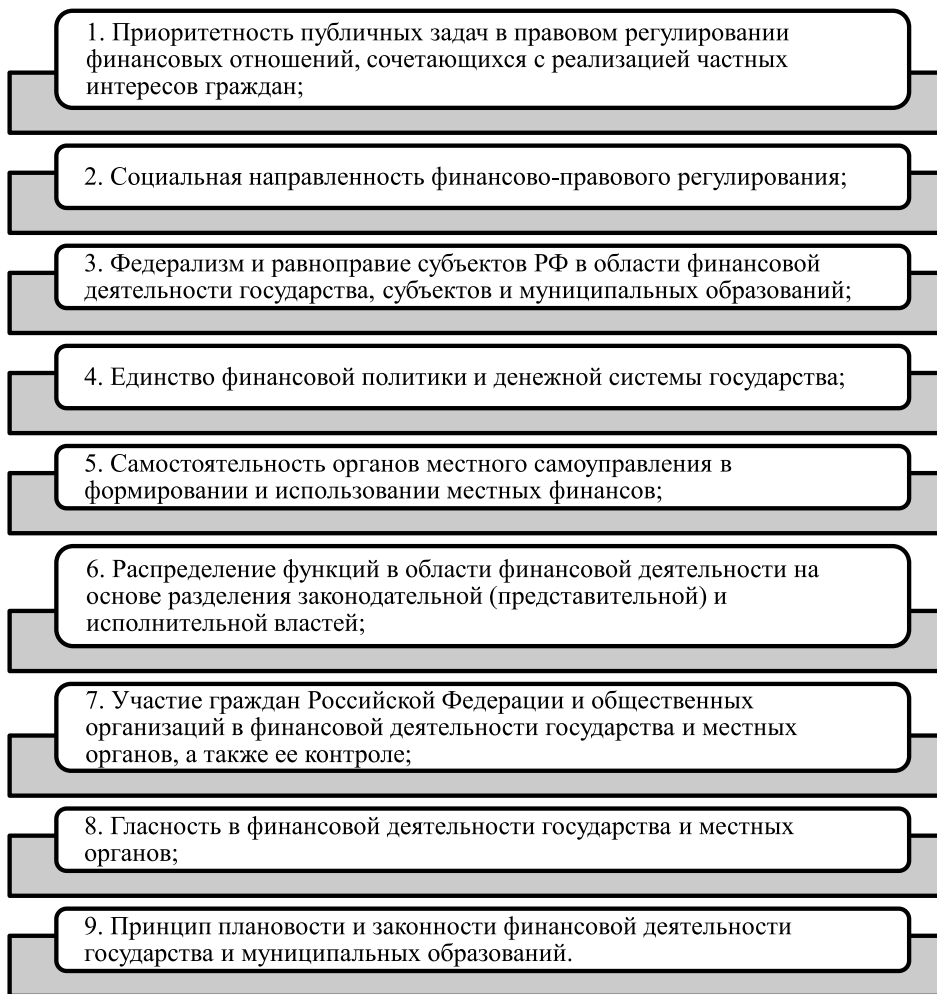 1. Приоритетность публичных задач в правовом регулировании
финансовых отношений, сочетающихся с реализацией частных
интересов граждан;
2. Социальная направленность финансово-правового регулирования;
3. Федерализм и равноправие субъектов РФ в области финансовой
деятельности государства, субъектов и муниципальных образований;
4. Единство финансовой политики и денежной системы государства;
5. Самостоятельность органов местного самоуправления в
формировании и использовании местных финансов;
6. Распределение функций в области финансовой деятельности на
основе разделения законодательной (представительной) и
исполнительной властей;
7. Участие граждан Российской Федерации и общественных
организаций в финансовой деятельности государства и местных
органов, а также ее контроле;
8. Гласность в финансовой деятельности государства и местных
органов;
9. Принцип плановости и законности финансовой деятельности
государства и муниципальных образований.